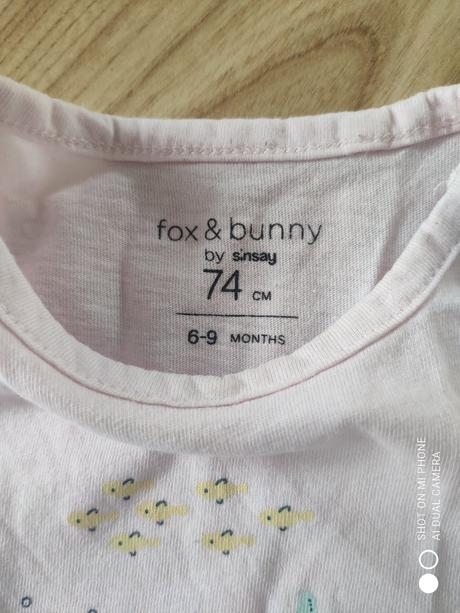 fox & bunny
by sinsay
74 CM
6-9 MONTHS
SHOT ON MI PHONE
AI DUAL CAMERA